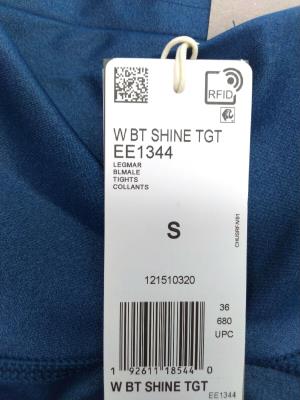 RFID
W BT SHINE TGT
EE1344
LEGMAR
BLMALE
TIGHTS
COLLANTS
S
121510320
36
680
UPC
1 92611 18544 0
W BT SHINE TGT
EE1344